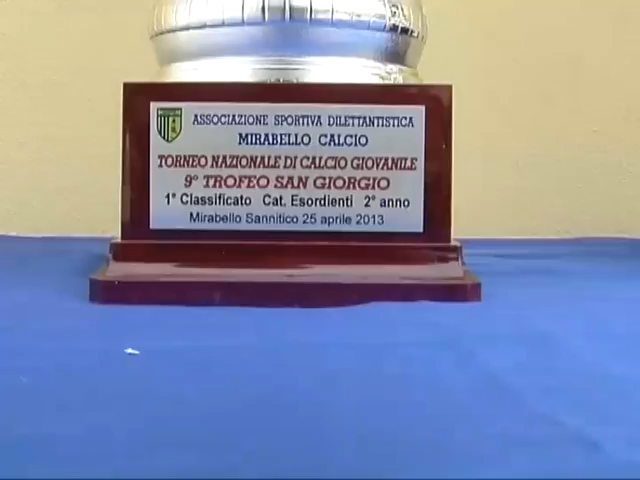 ASSOCIAZIONE SPORTIVA DILETTANTISTICA
MIRABELLO CALCIO
TORNEO NAZIONALE DI CALCIO GIOVANILE
9° TROFEO SAN GIORGIO
1° Classificato Cat. Esordienti 2° anno
Mirabello Sannitico 25 aprile 2013